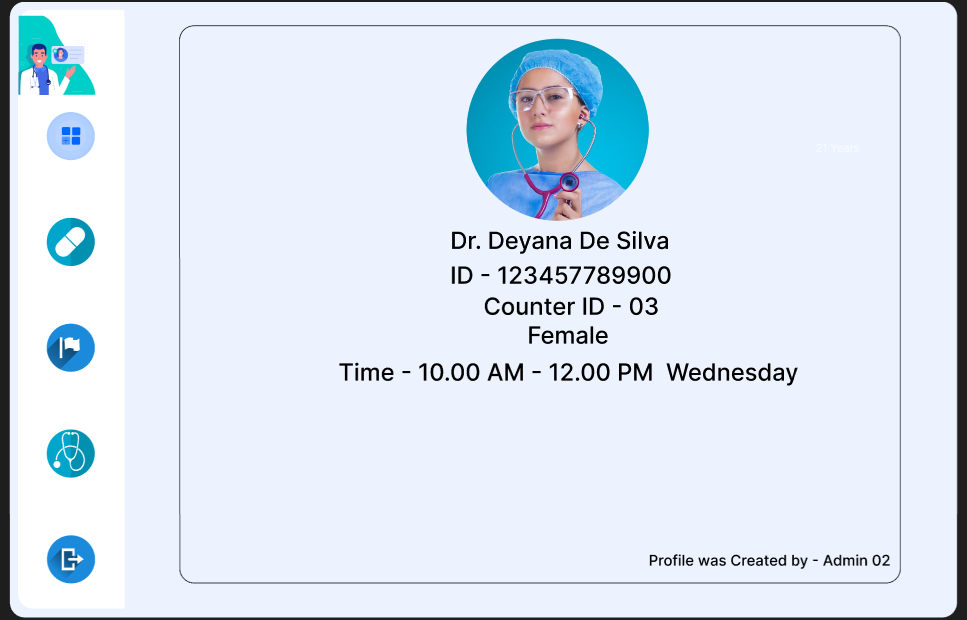 21 Years
Dr. Deyana De Silva
ID - 123457789900
Counter ID - 03
Female
Time - 10.00 AM - 12.00 PM Wednesday
Profile was Created by - Admin 02